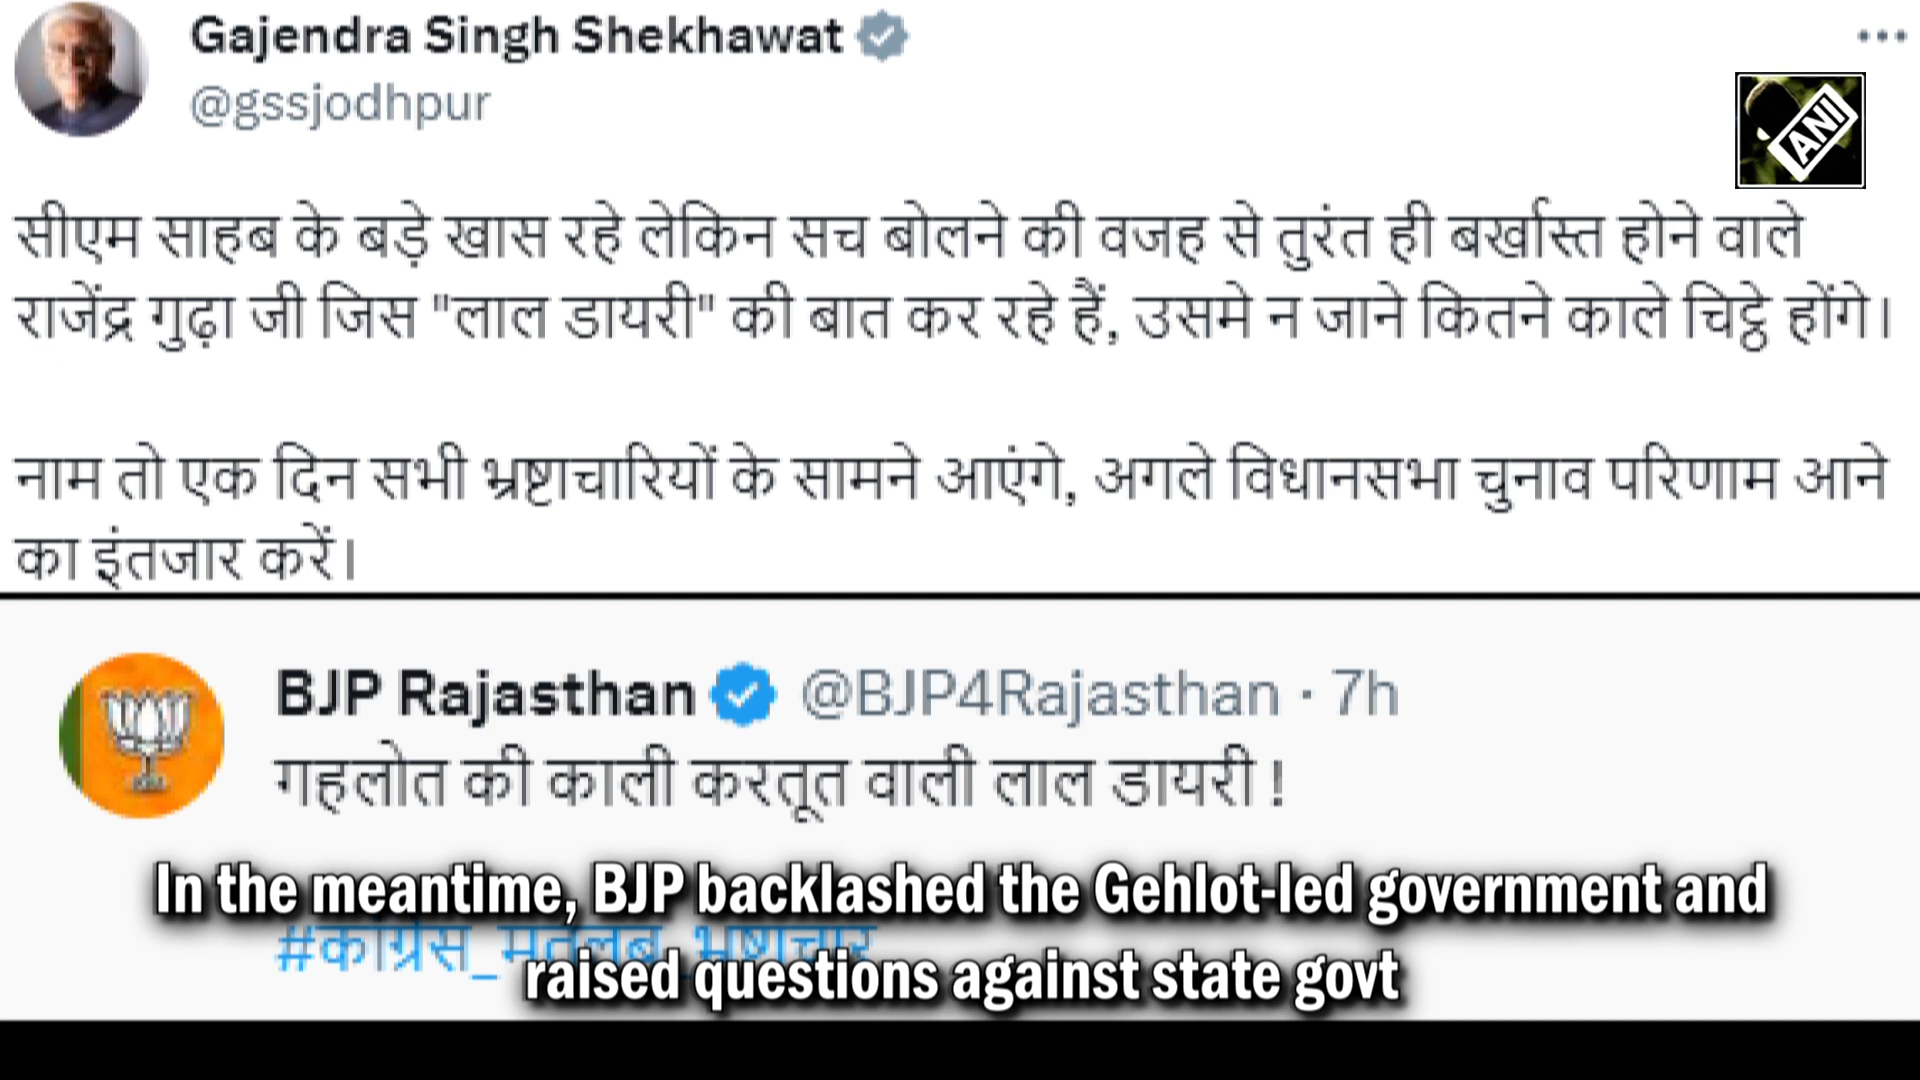 Gajendra Singh Shekhawat
@gssjodhpur
ANI
सीएम साहब के बड़े खास रहे लेकिन सच बोलने की वजह से तुरंत ही बर्खास्त होने वाले
राजेंद्र गुढ़ा जी जिस "लाल डायरी" की बात कर रहे हैं, उसमे न जाने कितने काले चिट्ठे होंगे।
नाम तो एक दिन सभी भ्रष्टाचारियों के सामने आएंगे, अगले विधानसभा चुनाव परिणाम आने
का इंतजार करें।
BJP Rajasthan @BJP4Rajasthan · 7h
गहलोत की काली करतूत वाली लाल डायरी !
#कांग्रेस_मतलब_भ्रष्टाचार
In the meantime, BJP backlashed the Gehlot-led government and
raised questions against state govt